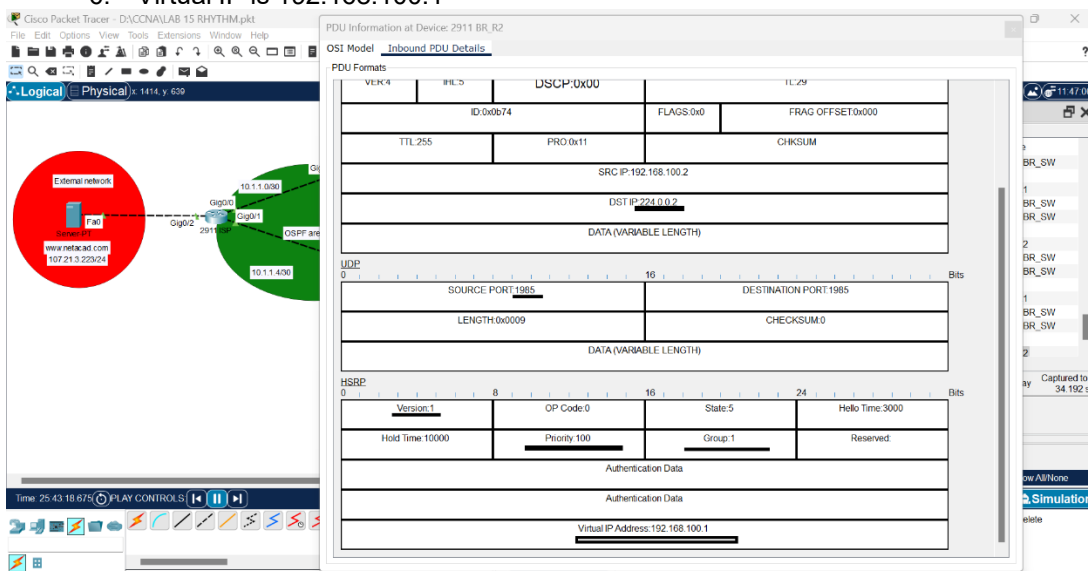 Virtual IP is 192.168.100.1
Cisco Packet Tracer - D:\CCNA\LAB 15 RHYTHM.pkt
File Edit Options View Tools Extensions Window Help
Logical Physical x: 1414, y: 639
External network
Fa0
Server-PT
www.netacad.com
107.21.3.223/24
10.1.1.0/30
Gig0/0
Gig0/1
Gig0/2
2911 ISP
OSPF are
10.1.1.4/30
Time: 25:43:18.675 PLAY CONTROLS:
PDU Information at Device: 2911 BR_R2
OSI Model Inbound PDU Details
PDU Formats
VER:4 IHL:5 DSCP:0x00 TL:29
ID:0x0b74 FLAGS:0x0 FRAG OFFSET:0x000
TTL:255 PRO:0x11 CHKSUM
SRC IP:192.168.100.2
DST IP:224.0.0.2
DATA (VARIABLE LENGTH)
UDP
0 16 Bits
SOURCE PORT:1985 DESTINATION PORT:1985
LENGTH:0x0009 CHECKSUM:0
DATA (VARIABLE LENGTH)
HSRP
0 8 16 24 Bits
Version:1 OP Code:0 State:5 Hello Time:3000
Hold Time:10000 Priority:100 Group:1 Reserved:
Authentication Data
Authentication Data
Virtual IP Address:192.168.100.1
?
11:47:00
BR_SW
1
BR_SW
BR_SW
2
BR_SW
BR_SW
1
BR_SW
BR_SW
2
ay Captured to
34.192 s
ow All/None
Simulation
elete